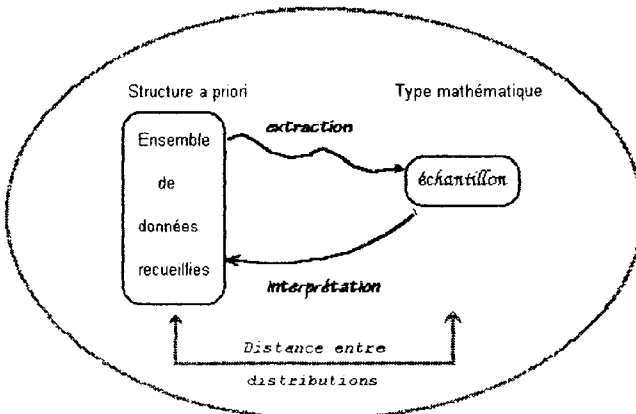 Structure a priori
Type mathématique
extraction
Ensemble
de
données
recueillies
échantillon
interprétation
Distance entre
distributions